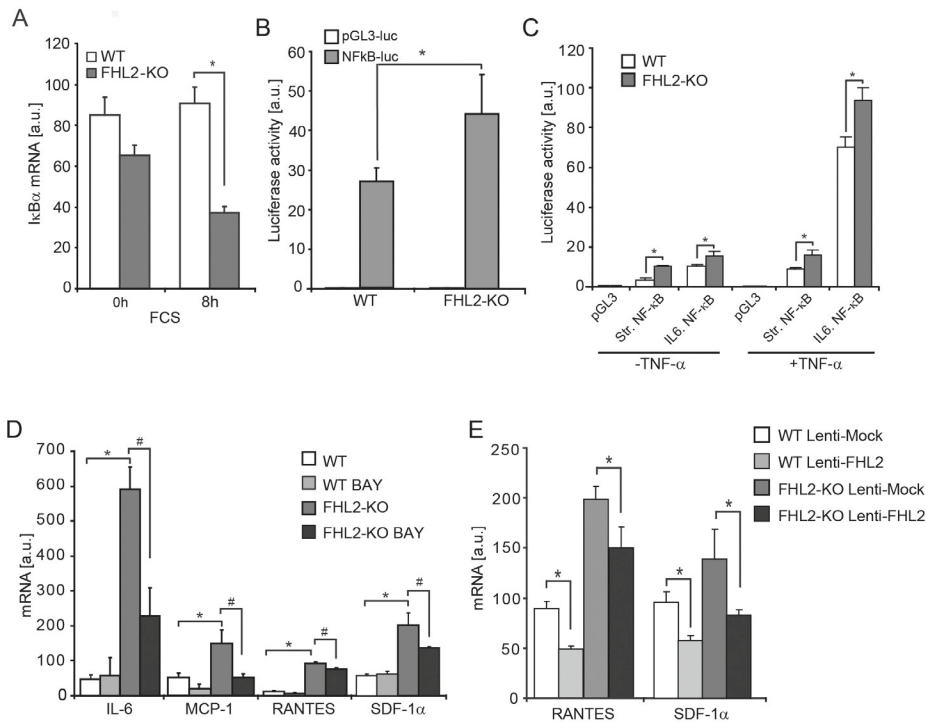 A
WT
FHL2-KO
*
IκBα mRNA [a.u.]
120
100
80
60
40
20
0
0h
8h
FCS
B
pGL3-luc
NFkB-luc
*
Luciferase activity [a.u.]
60
50
40
30
20
10
0
WT
FHL2-KO
C
WT
FHL2-KO
Luciferase activity [a.u.]
120
100
80
60
40
20
0
*
*
*
*
pGL3
Str. NF-κB
IL6. NF-κB
pGL3
Str. NF-κB
IL6. NF-κB
-TNF-α
+TNF-α
D
WT
WT BAY
FHL2-KO
FHL2-KO BAY
mRNA [a.u.]
700
600
500
400
300
200
100
0
* #
* #
* #
* #
IL-6
MCP-1
RANTES
SDF-1α
E
WT Lenti-Mock
WT Lenti-FHL2
FHL2-KO Lenti-Mock
FHL2-KO Lenti-FHL2
mRNA [a.u.]
250
200
150
100
50
0
*
*
*
*
RANTES
SDF-1α